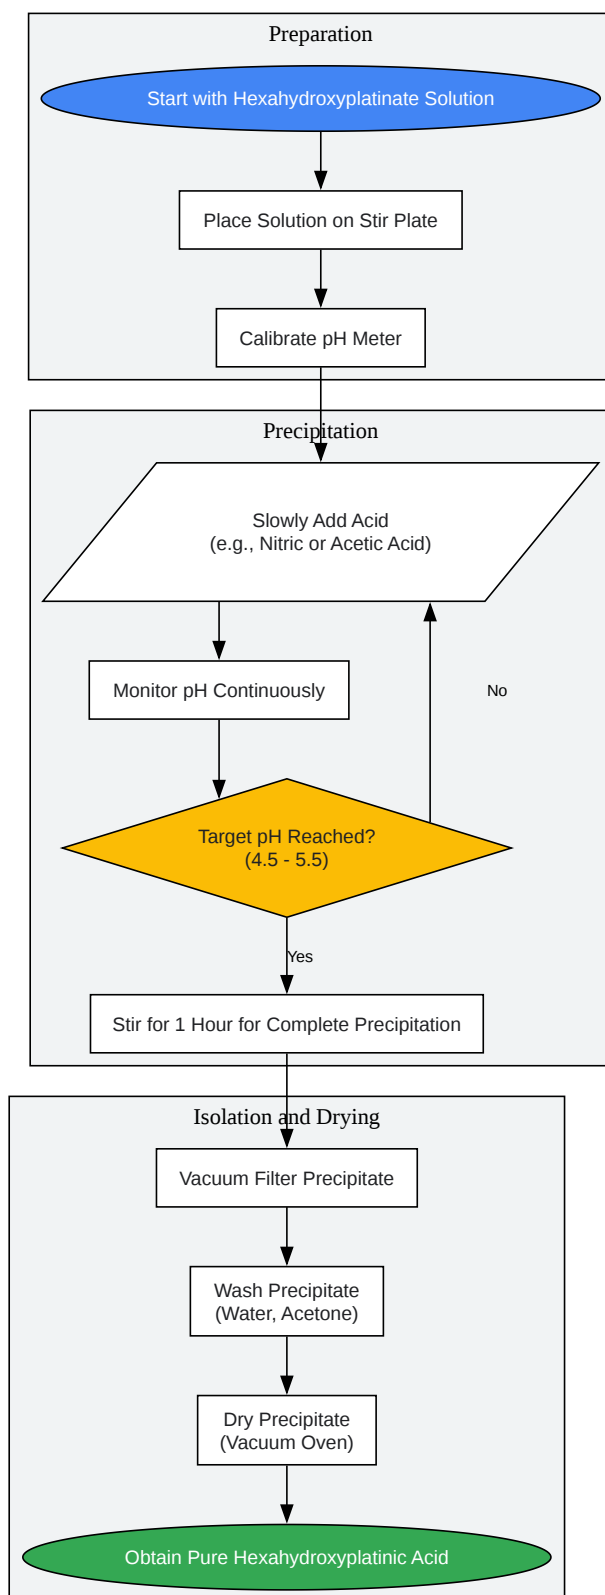 Preparation
Start with Hexahydroxyplatinate Solution
Place Solution on Stir Plate
Calibrate pH Meter
Precipitation
Slowly Add Acid
(e.g., Nitric or Acetic Acid)
Monitor pH Continuously
No
Target pH Reached?
(4.5 - 5.5)
Yes
Stir for 1 Hour for Complete Precipitation
Isolation and Drying
Vacuum Filter Precipitate
Wash Precipitate
(Water, Acetone)
Dry Precipitate
(Vacuum Oven)
Obtain Pure Hexahydroxyplatinic Acid